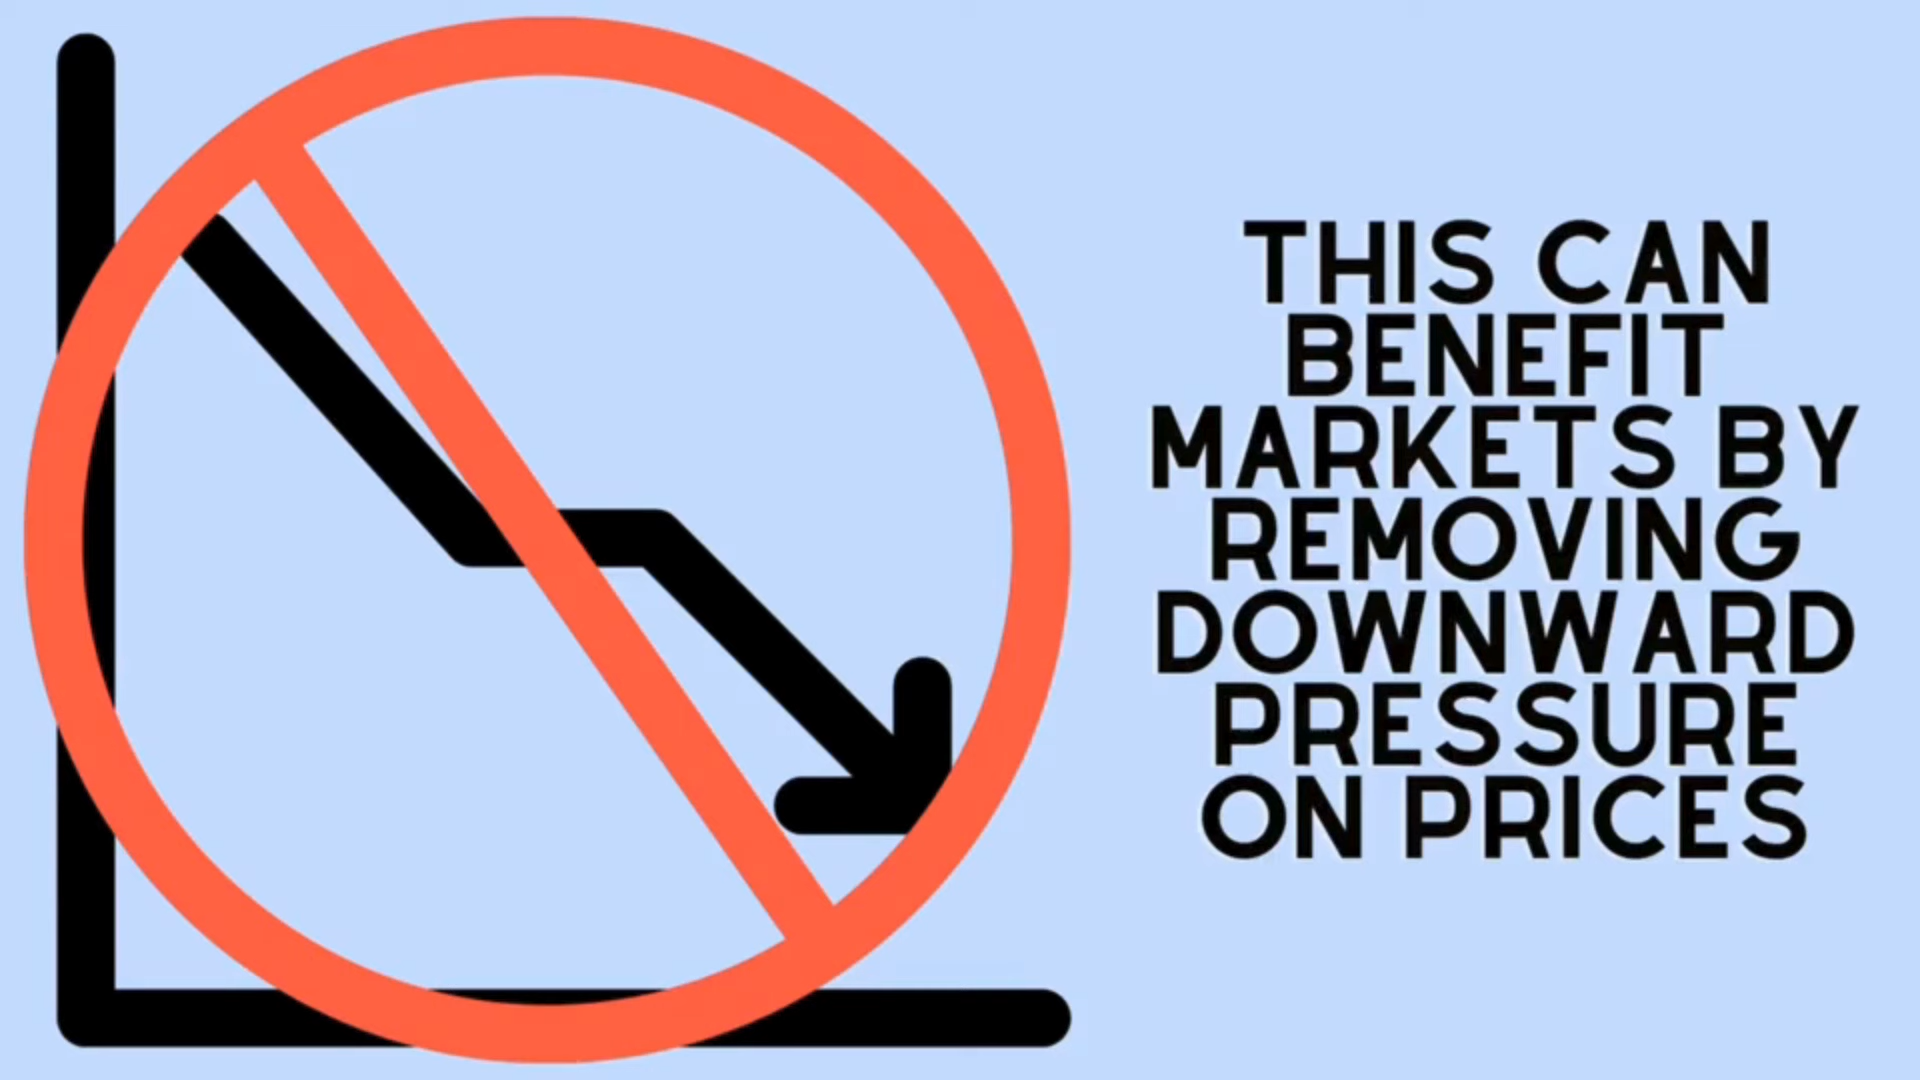 THIS CAN
BENEFIT
MARKETS BY
REMOVING
DOWNWARD
PRESSURE
ON PRICES